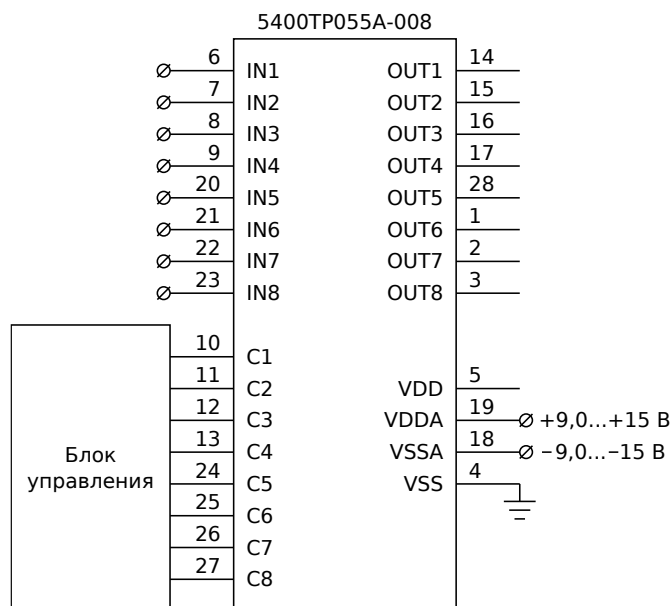 5400TP055A-008
6 IN1 OUT1 14
7 IN2 OUT2 15
8 IN3 OUT3 16
9 IN4 OUT4 17
20 IN5 OUT5 28
21 IN6 OUT6 1
22 IN7 OUT7 2
23 IN8 OUT8 3
10 C1
11 C2 VDD 5
12 C3 VDDA 19 +9,0...+15 В
13 C4 VSSA 18 –9,0...–15 В
24 C5 VSS 4
25 C6
26 C7
27 C8
Блок
управления